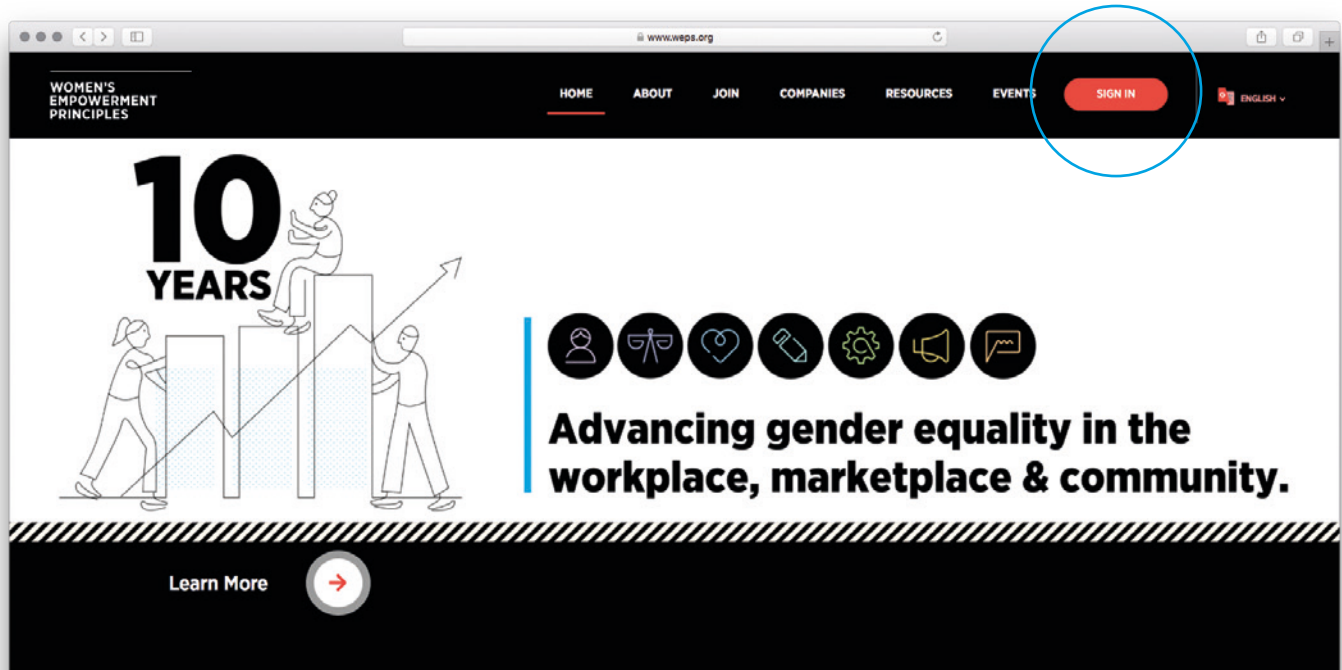 www.weps.org
WOMEN'S
EMPOWERMENT
PRINCIPLES
HOME ABOUT JOIN COMPANIES RESOURCES EVENTS SIGN IN ENGLISH
10
YEARS
Advancing gender equality in the
workplace, marketplace & community.
Learn More